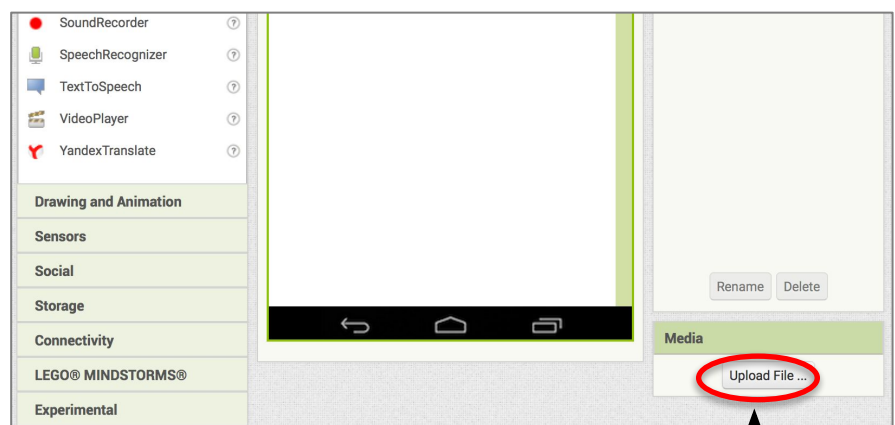 SoundRecorder
SpeechRecognizer
TextToSpeech
VideoPlayer
YandexTranslate
Drawing and Animation
Sensors
Social
Storage
Connectivity
LEGO® MINDSTORMS®
Experimental
Rename Delete
Media
Upload File ...